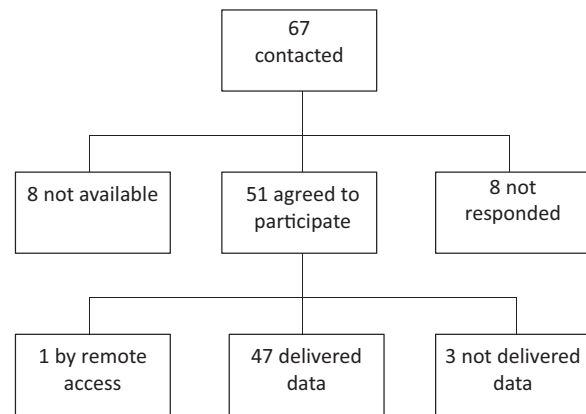 67
contacted
8 not available
51 agreed to
participate
8 not
responded
1 by remote
access
47 delivered
data
3 not delivered
data